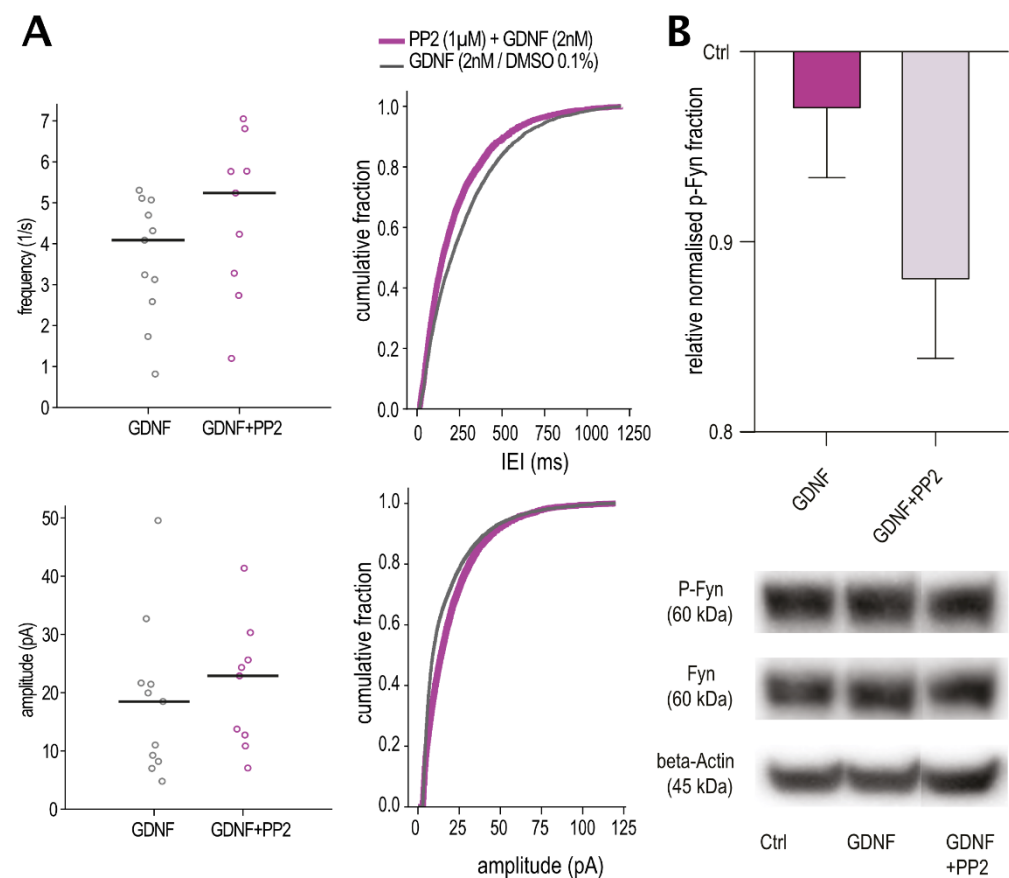 A
PP2 (1µM) + GDNF (2nM)
GDNF (2nM / DMSO 0.1%)
frequency (1/s)
7
6
5
4
3
2
1
0
GDNF
GDNF+PP2
cumulative fraction
1.0
0.8
0.6
0.4
0.2
0.0
0
250
500
750
1000
1250
IEI (ms)
amplitude (pA)
50
40
30
20
10
0
GDNF
GDNF+PP2
cumulative fraction
1.0
0.8
0.6
0.4
0.2
0.0
0
25
50
75
100
125
amplitude (pA)
B
relative normalised p-Fyn fraction
Ctrl
0.9
0.8
GDNF
GDNF+PP2
P-Fyn
(60 kDa)
Fyn
(60 kDa)
beta-Actin
(45 kDa)
Ctrl
GDNF
GDNF
+PP2